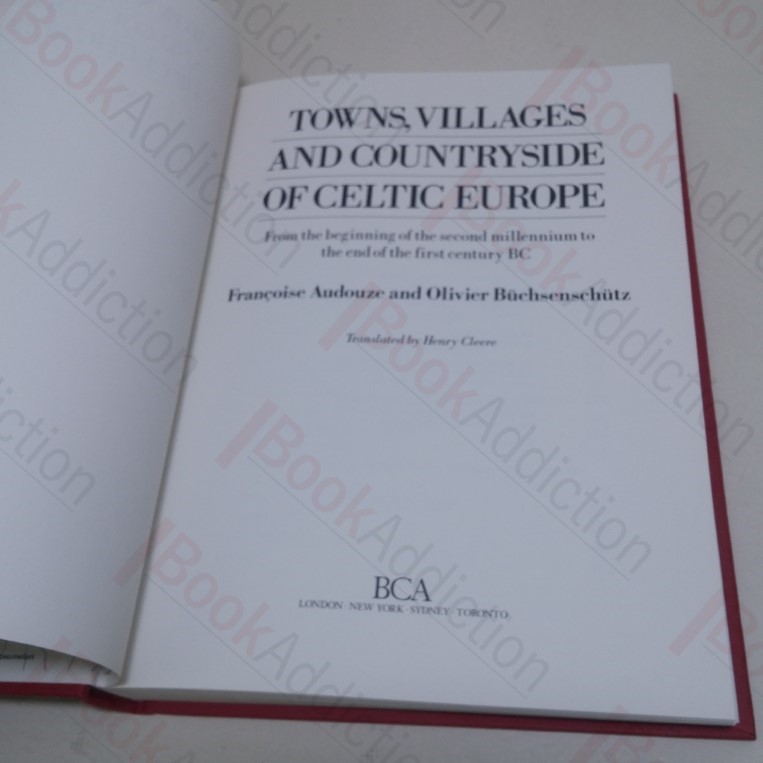 TOWNS, VILLAGES
AND COUNTRYSIDE
OF CELTIC EUROPE
From the beginning of the second millennium to
the end of the first century BC
Françoise Audouze and Olivier Büchsenschütz
Translated by Henry Cleere
BCA
LONDON · NEW YORK · SYDNEY · TORONTO
BookAddiction